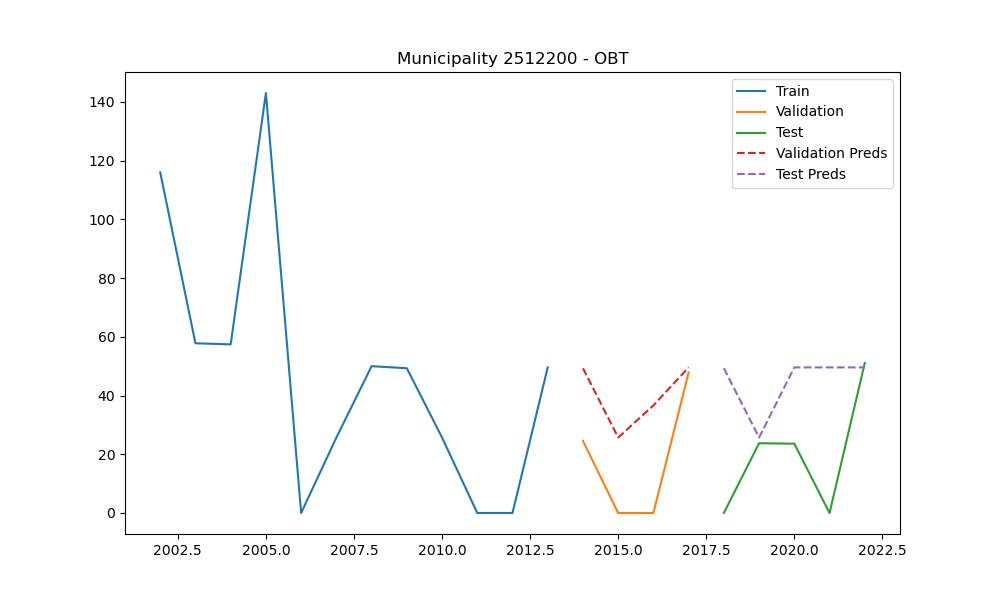 Municipality 2512200 - OBT
Train
Validation
Test
Validation Preds
Test Preds
140
120
100
80
60
40
20
0
2002.5 2005.0 2007.5 2010.0 2012.5 2015.0 2017.5 2020.0 2022.5